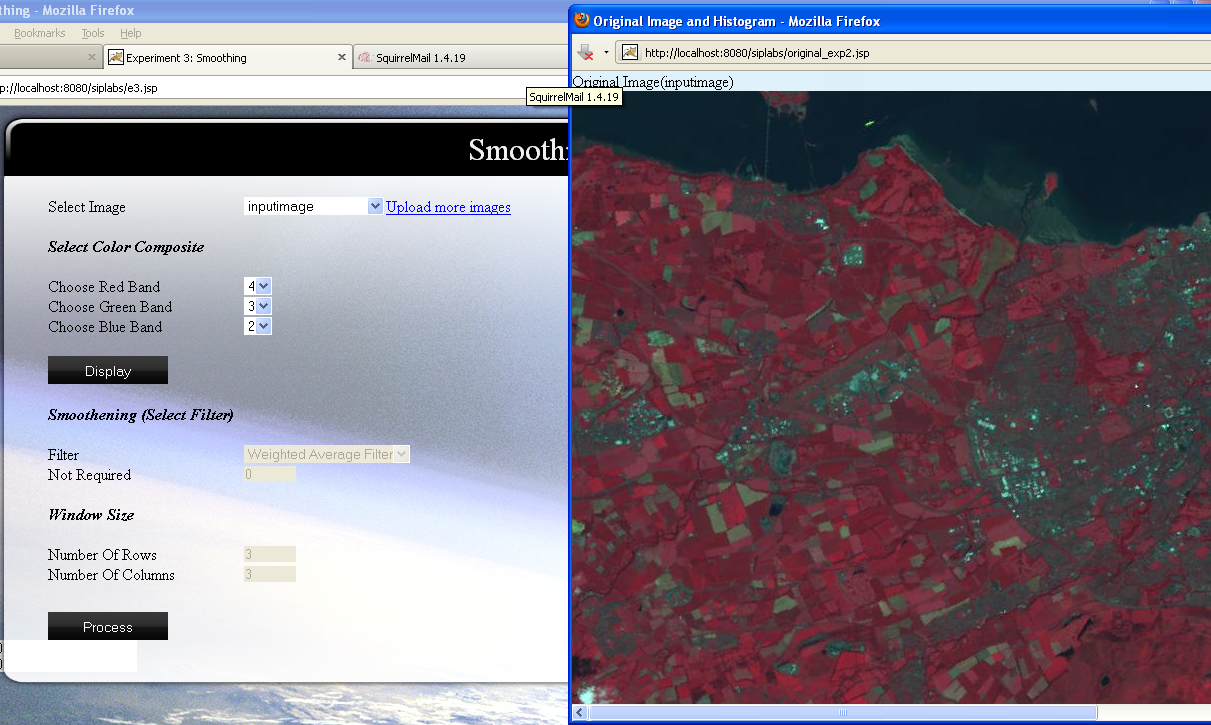 thing - Mozilla Firefox
Bookmarks Tools Help
Experiment 3: Smoothing
SquirrelMail 1.4.19
p://localhost:8080/siplabs/e3.jsp
Smoothi
Select Image
inputimage
Upload more images
Select Color Composite
Choose Red Band
4
Choose Green Band
3
Choose Blue Band
2
Display
Smoothening (Select Filter)
Filter
Weighted Average Filter
Not Required
0
Window Size
Number Of Rows
3
Number Of Columns
3
Process
Original Image and Histogram - Mozilla Firefox
http://localhost:8080/siplabs/original_exp2.jsp
Original Image(inputimage)
SquirrelMail 1.4.19